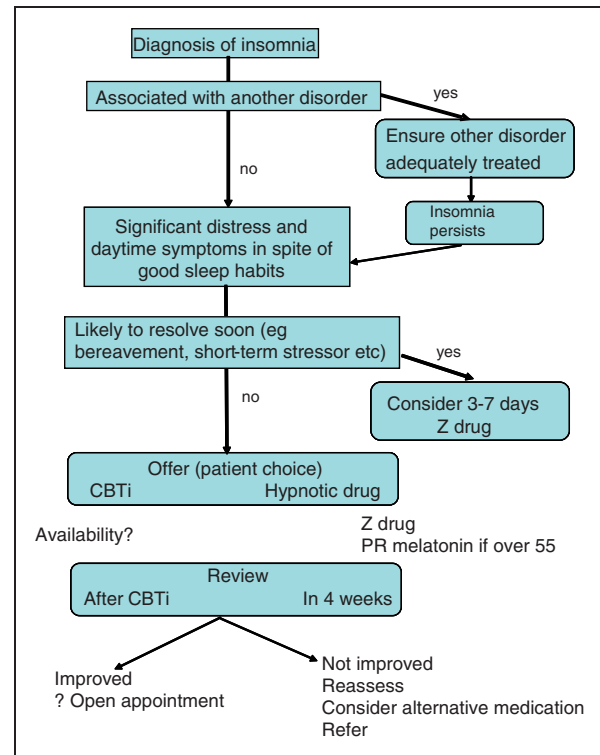 Diagnosis of insomnia
Associated with another disorder
yes
Ensure other disorder
adequately treated
no
Insomnia
persists
Significant distress and
daytime symptoms in spite of
good sleep habits
Likely to resolve soon (eg
bereavement, short-term stressor etc)
yes
no
Consider 3-7 days
Z drug
Offer (patient choice)
CBTi Hypnotic drug
Availability?
Z drug
PR melatonin if over 55
Review
After CBTi In 4 weeks
Improved
? Open appointment
Not improved
Reassess
Consider alternative medication
Refer